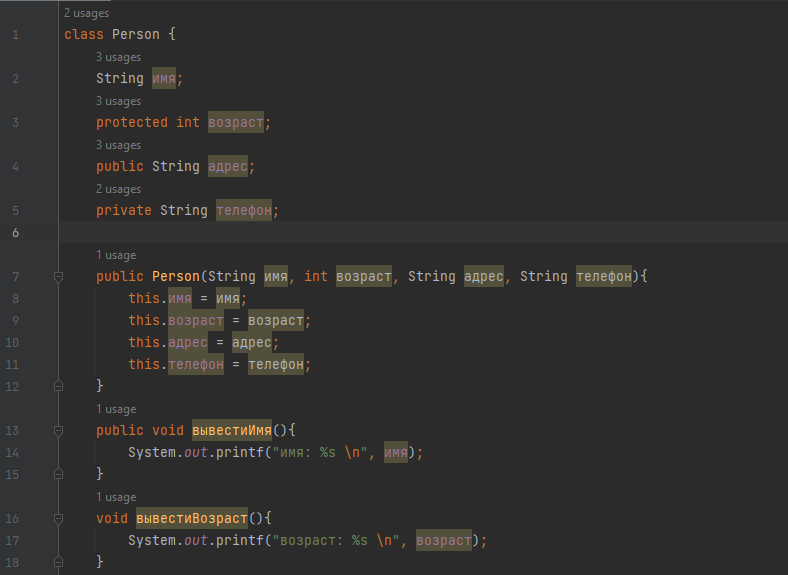 2 usages
1 class Person {
3 usages
2 String имя;
3 usages
3 protected int возраст;
3 usages
4 public String адрес;
2 usages
5 private String телефон;
6
1 usage
7 public Person(String имя, int возраст, String адрес, String телефон){
8 this.имя = имя;
9 this.возраст = возраст;
10 this.адрес = адрес;
11 this.телефон = телефон;
12 }
1 usage
13 public void вывестиИмя(){
14 System.out.printf("имя: %s \n", имя);
15 }
1 usage
16 void вывестиВозраст(){
17 System.out.printf("возраст: %s \n", возраст);
18 }